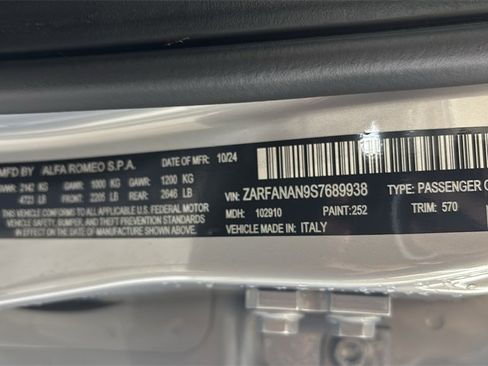 MFD BY ALFA ROMEO S.P.A. DATE OF MFR: 10/24
GVWR: 2142 KG GAWR: 1000 KG GAWR: 1200 KG
4723 LB FRONT: 2205 LB REAR: 2646 LB
CONFORMS TO ALL APPLICABLE U.S. FEDERAL MOTOR
VEHICLE SAFETY, BUMPER, AND THEFT PREVENTION STANDARDS
IN EFFECT ON THE DATE OF MANUFACTURE SHOWN ABOVE.
VIN: ZARFANAN9S7689938 TYPE: PASSENGER
MDH: 102910 PAINT: 252 TRIM: 570
VEHICLE MADE IN: ITALY